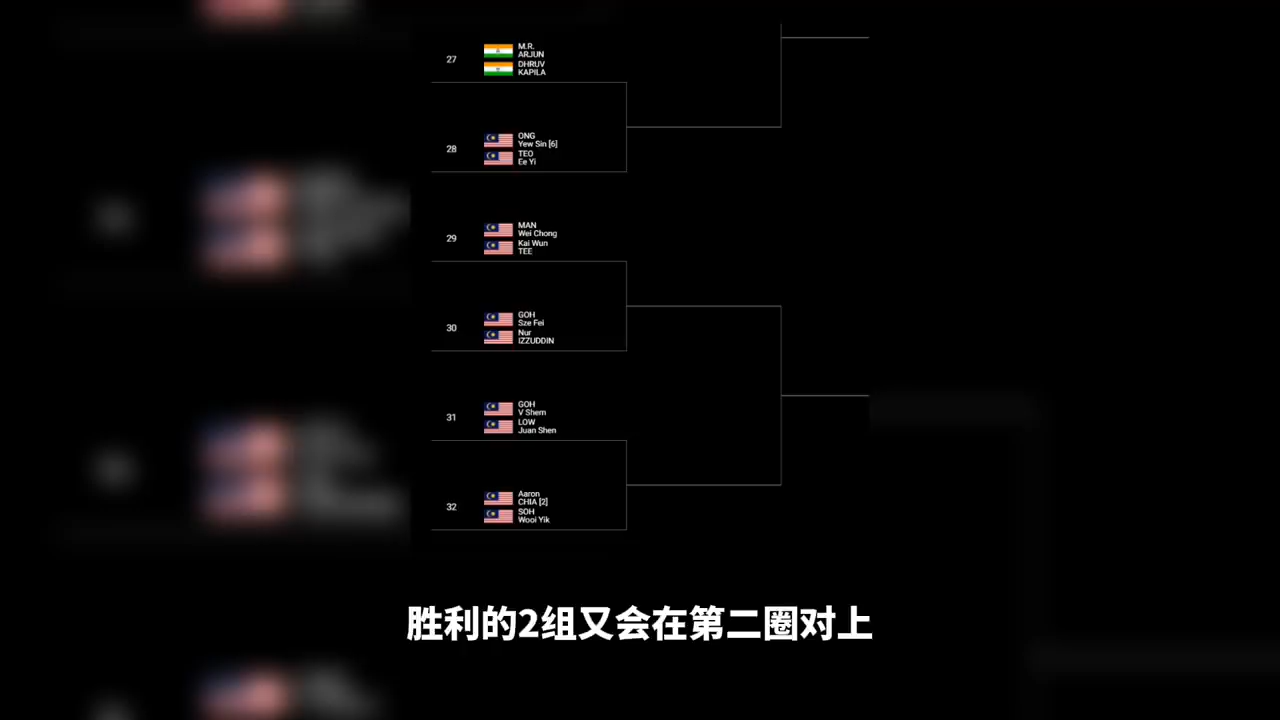 27
M.R.
ARJUN
DHRUV
KAPILA
28
ONG
Yew Sin [6]
TEO
Ee Yi
29
MAN
Wei Chong
Kai Wun
TEE
30
GOH
Sze Fei
Nur
IZZUDDIN
31
GOH
V Shem
LOW
Juan Shen
32
Aaron
CHIA [2]
SOH
Wooi Yik
胜利的2组又会在第二圈对上